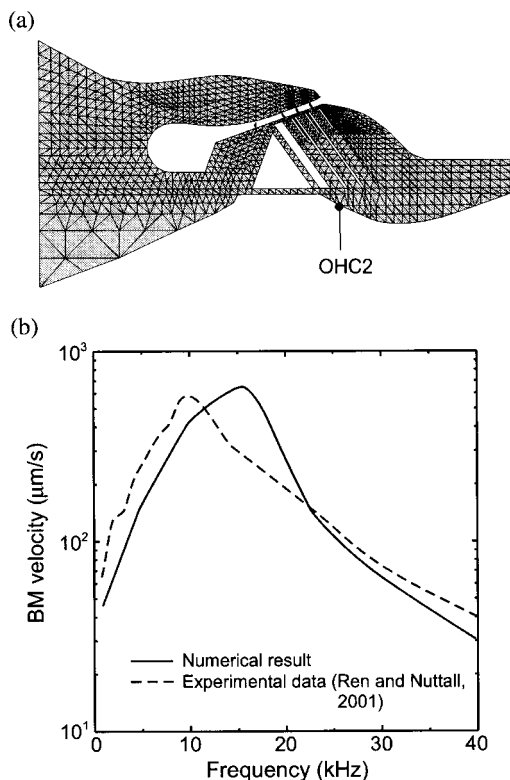 (a)
OHC2
(b)
BM velocity (μm/s)
10³
10²
10¹
Numerical result
Experimental data (Ren and Nuttall,
2001)
0 10 20 30 40
Frequency (kHz)